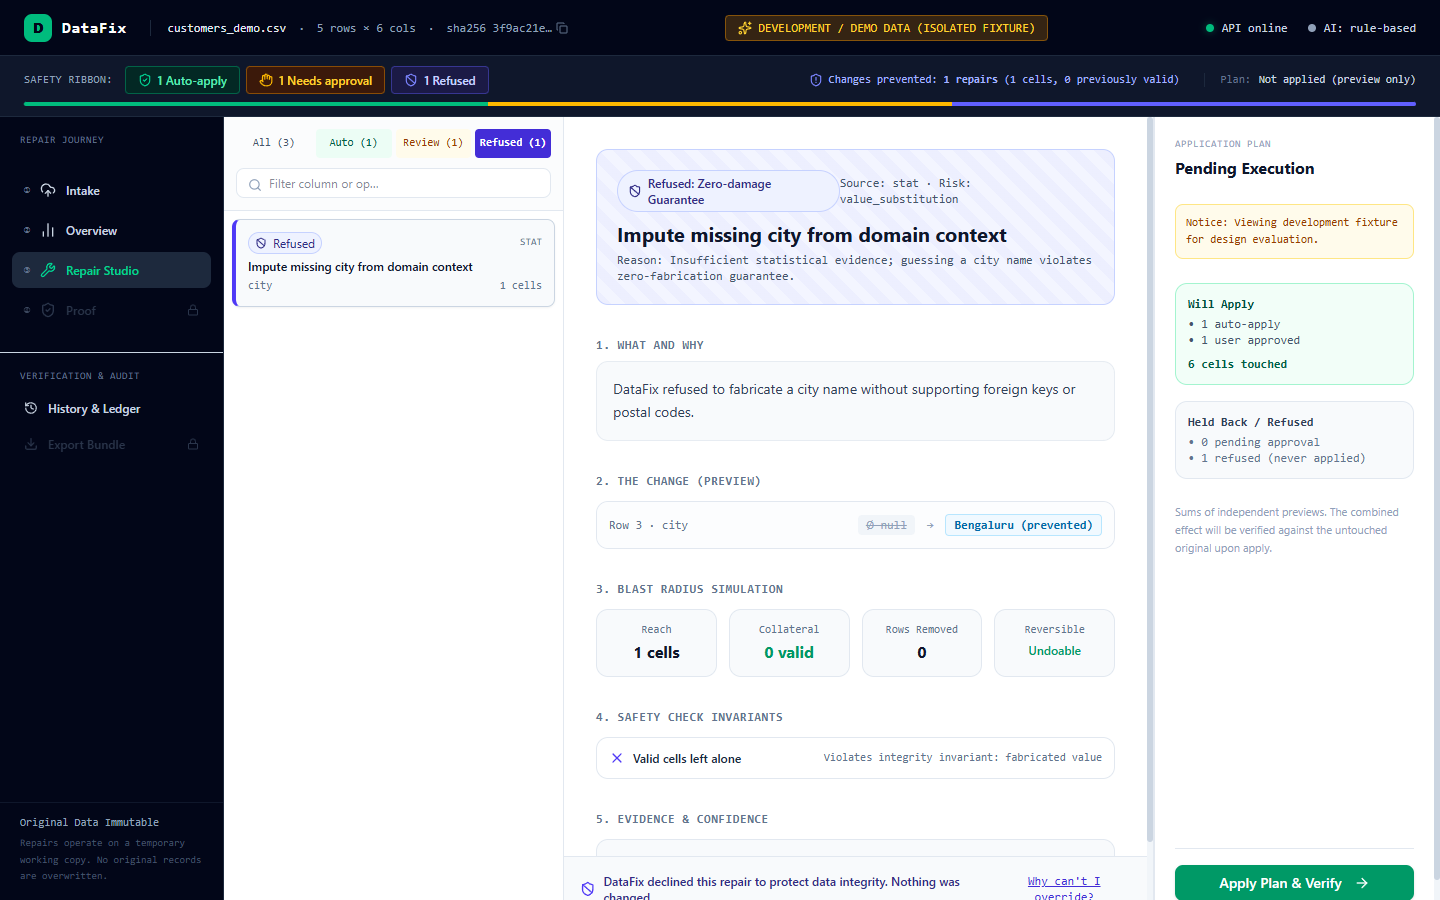 D DataFix customers_demo.csv · 5 rows × 6 cols · sha256 3f9ac21e… DEVELOPMENT / DEMO DATA (ISOLATED FIXTURE) API online AI: rule-based
SAFETY RIBBON: 1 Auto-apply 1 Needs approval 1 Refused Changes prevented: 1 repairs (1 cells, 0 previously valid) Plan: Not applied (preview only)
REPAIR JOURNEY
Intake
Overview
Repair Studio
Proof
VERIFICATION & AUDIT
History & Ledger
Export Bundle
Original Data Immutable
Repairs operate on a temporary
working copy. No original records
are overwritten.
All (3) Auto (1) Review (1) Refused (1)
Filter column or op...
Refused STAT
Impute missing city from domain context
city 1 cells
Refused: Zero-damage
Guarantee
Source: stat · Risk:
value_substitution
Impute missing city from domain context
Reason: Insufficient statistical evidence; guessing a city name violates
zero-fabrication guarantee.
1. WHAT AND WHY
DataFix refused to fabricate a city name without supporting foreign keys or
postal codes.
2. THE CHANGE (PREVIEW)
Row 3 · city Ø null → Bengaluru (prevented)
3. BLAST RADIUS SIMULATION
Reach Collateral Rows Removed Reversible
1 cells 0 valid 0 Undoable
4. SAFETY CHECK INVARIANTS
Valid cells left alone Violates integrity invariant: fabricated value
5. EVIDENCE & CONFIDENCE
DataFix declined this repair to protect data integrity. Nothing was
changed.
Why can't I
override?
APPLICATION PLAN
Pending Execution
Notice: Viewing development fixture
for design evaluation.
Will Apply
• 1 auto-apply
• 1 user approved
6 cells touched
Held Back / Refused
• 0 pending approval
• 1 refused (never applied)
Sums of independent previews. The combined
effect will be verified against the untouched
original upon apply.
Apply Plan & Verify →